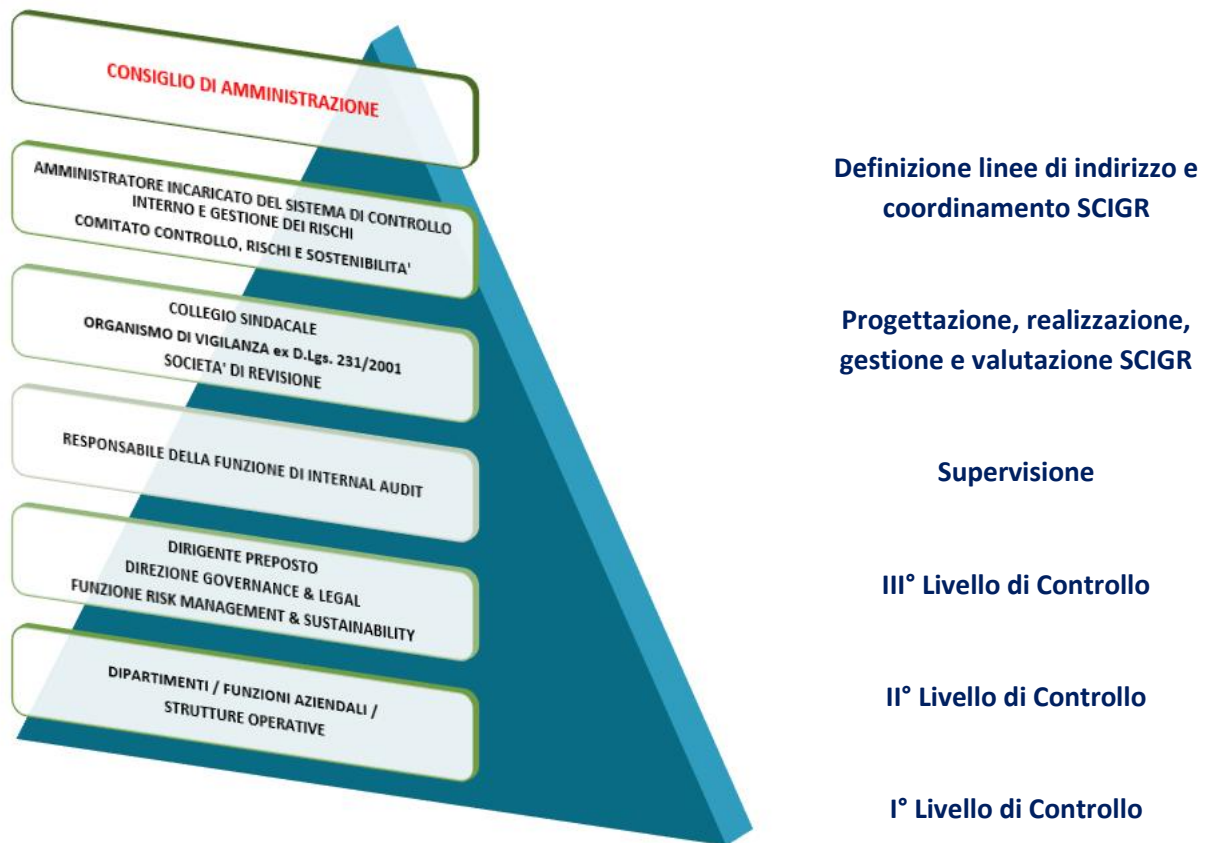 CONSIGLIO DI AMMINISTRAZIONE
AMMINISTRATORE INCARICATO DEL SISTEMA DI CONTROLLO
INTERNO E GESTIONE DEI RISCHI
COMITATO CONTROLLO, RISCHI E SOSTENIBILITA'
COLLEGIO SINDACALE
ORGANISMO DI VIGILANZA ex D.Lgs. 231/2001
SOCIETA' DI REVISIONE
RESPONSABILE DELLA FUNZIONE DI INTERNAL AUDIT
DIRIGENTE PREPOSTO
DIREZIONE GOVERNANCE & LEGAL
FUNZIONE RISK MANAGEMENT & SUSTAINABILITY
DIPARTIMENTI / FUNZIONI AZIENDALI /
STRUTTURE OPERATIVE
Definizione linee di indirizzo e
coordinamento SCIGR
Progettazione, realizzazione,
gestione e valutazione SCIGR
Supervisione
III° Livello di Controllo
II° Livello di Controllo
I° Livello di Controllo